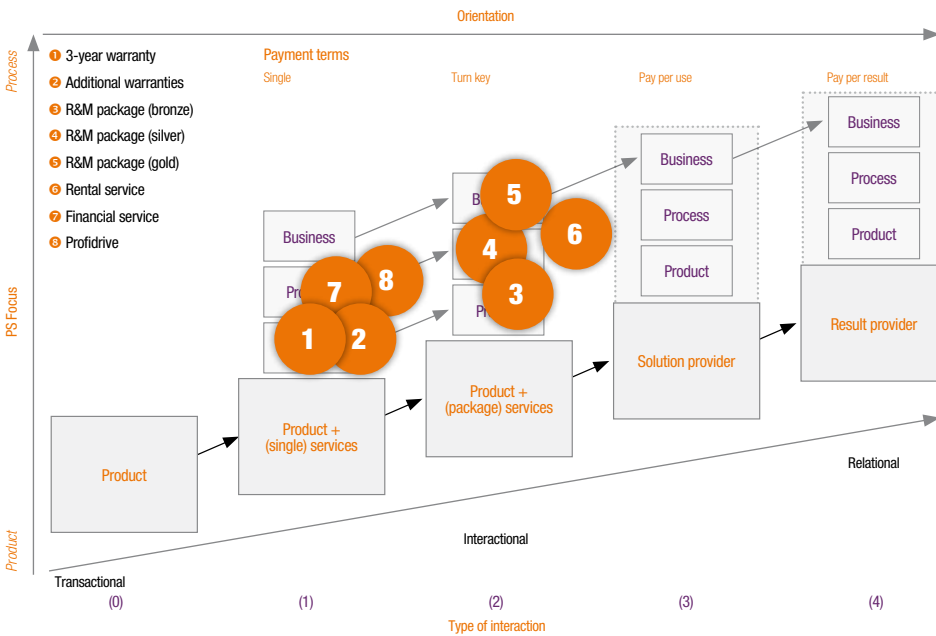 Orientation
Process
PS Focus
Product
1 3-year warranty
2 Additional warranties
3 R&M package (bronze)
4 R&M package (silver)
5 R&M package (gold)
6 Rental service
7 Financial service
8 Profidrive
Payment terms
Single
Turn key
Pay per use
Pay per result
Business
7
8
1
2
5
4
6
3
Business
Process
Product
Business
Process
Product
Product
Product +
(single) services
Product +
(package) services
Solution provider
Result provider
Transactional
Interactional
Relational
(0)
(1)
(2)
(3)
(4)
Type of interaction